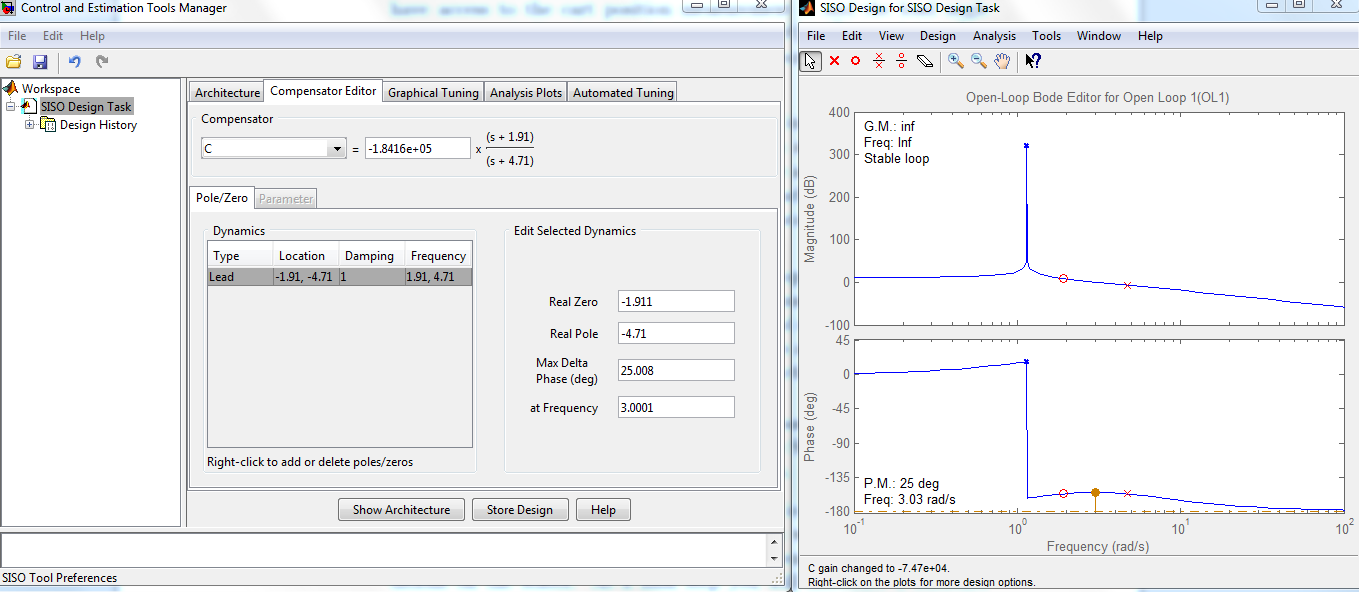 Control and Estimation Tools Manager
File Edit Help
Workspace
SISO Design Task
Design History
Architecture Compensator Editor Graphical Tuning Analysis Plots Automated Tuning
Compensator
C = -1.8416e+05 x (s + 1.91)
(s + 4.71)
Pole/Zero Parameter
Dynamics
Type Location Damping Frequency
Lead -1.91, -4.71 1 1.91, 4.71
Right-click to add or delete poles/zeros
Edit Selected Dynamics
Real Zero -1.911
Real Pole -4.71
Max Delta
Phase (deg) 25.008
at Frequency 3.0001
Show Architecture Store Design Help
SISO Tool Preferences
have access to the cart position
SISO Design for SISO Design Task
File Edit View Design Analysis Tools Window Help
Open-Loop Bode Editor for Open Loop 1(OL1)
G.M.: inf
Freq: Inf
Stable loop
400
300
200
100
0
-100
Magnitude (dB)
45
0
-45
-90
-135
-180
Phase (deg)
P.M.: 25 deg
Freq: 3.03 rad/s
10^-1 10^0 10^1 10^2
Frequency (rad/s)
C gain changed to -7.47e+04.
Right-click on the plots for more design options.